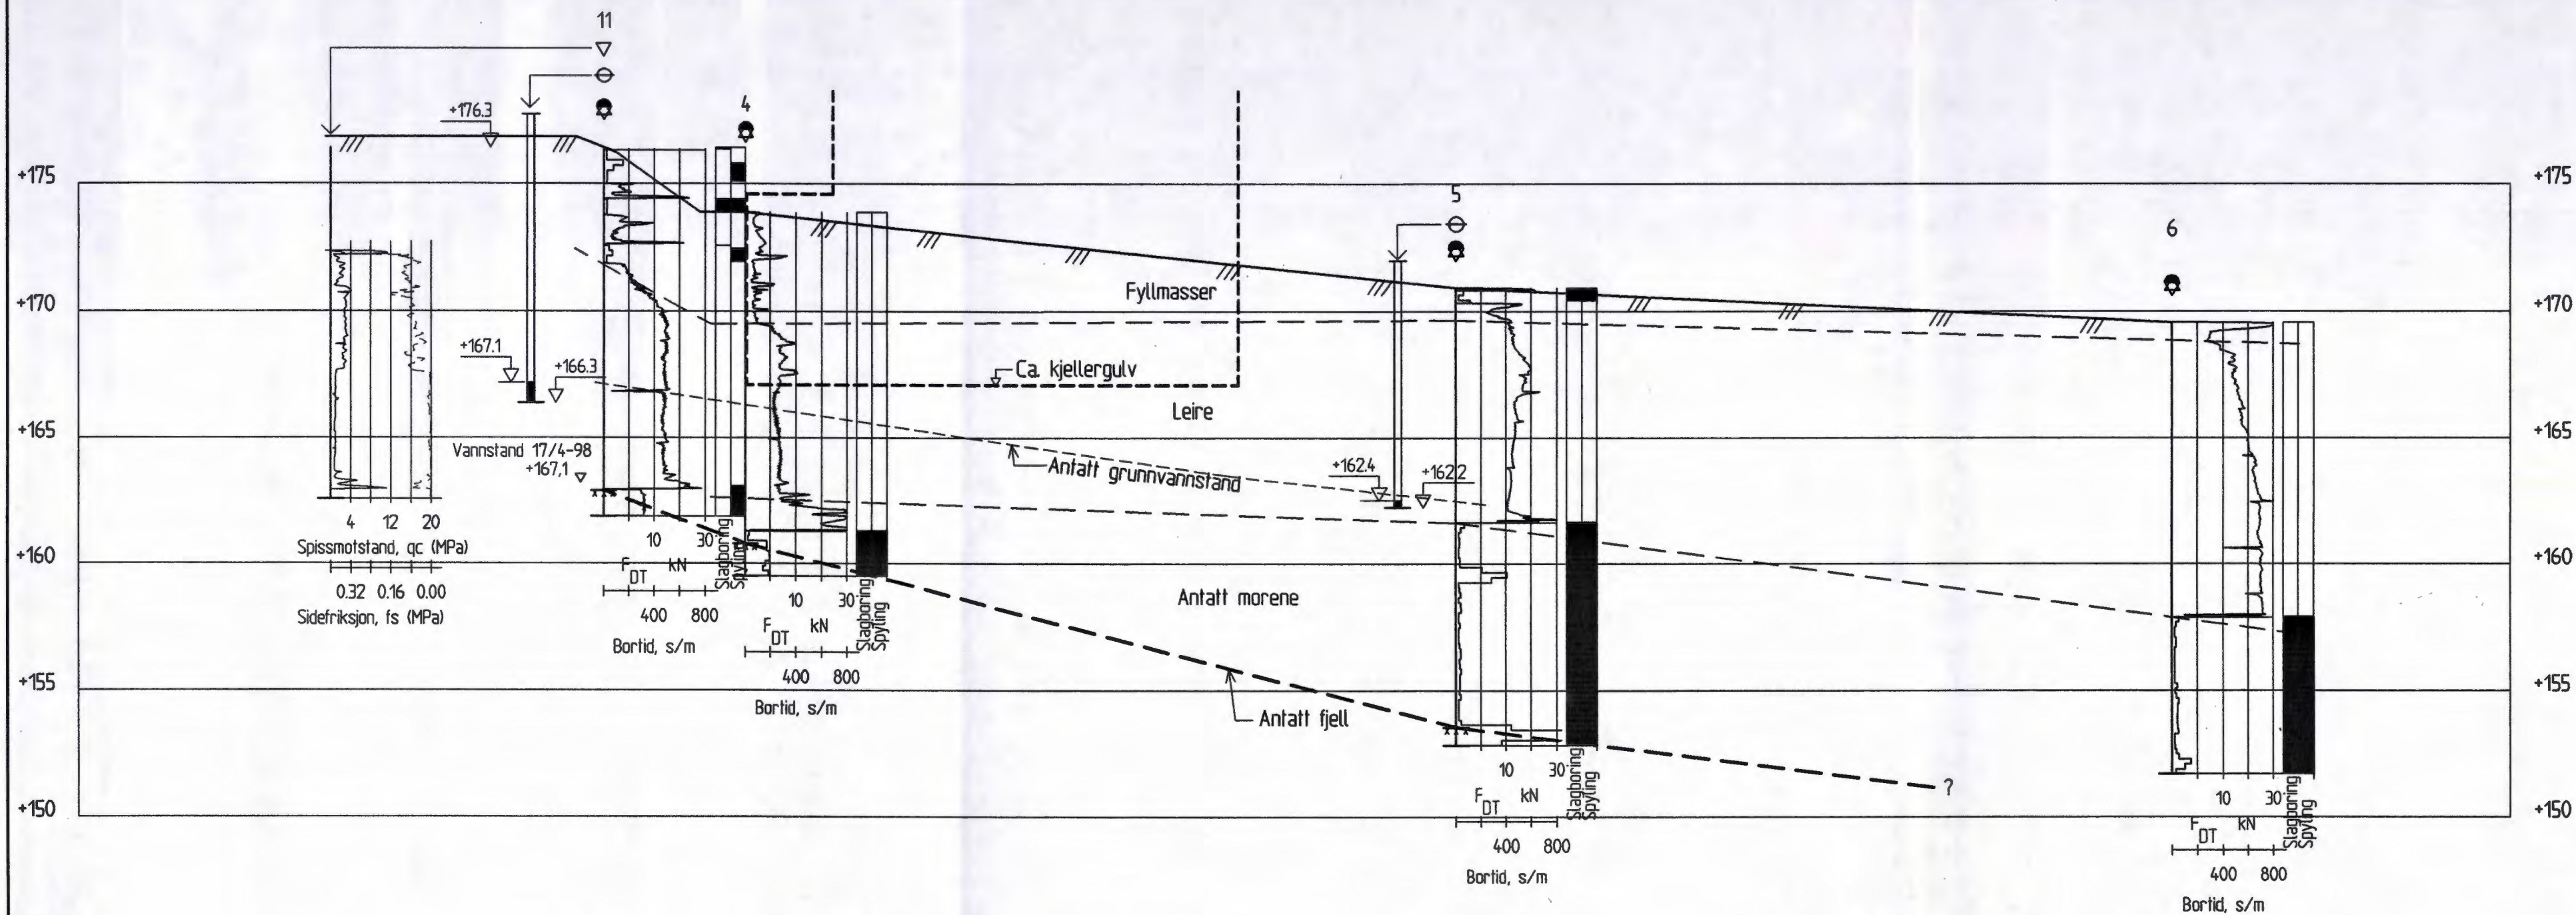 11
4
+176.3
+175
+175
5
6
+170
+170
Fyllmasser
+167.1
+166.3
Ca. kjellergulv
Leire
+165
+165
Vannstand 17/4-98
+167,1
Antatt grunnvannstand
+162.4
+162.2
4 12 20
Spissmotstand, qc (MPa)
0.32 0.16 0.00
Sidefriksjon, fs (MPa)
+160
+160
10 30
F DT kN
400 800
Bortid, s/m
Slagboring
Spyling
10 30
F DT kN
400 800
Bortid, s/m
Slagboring
Spyling
Antatt morene
+155
+155
Antatt fjell
?
+150
+150
10 30
F DT kN
400 800
Bortid, s/m
Slagboring
Spyling
10 30
F DT kN
400 800
Bortid, s/m
Slagboring
Spyling